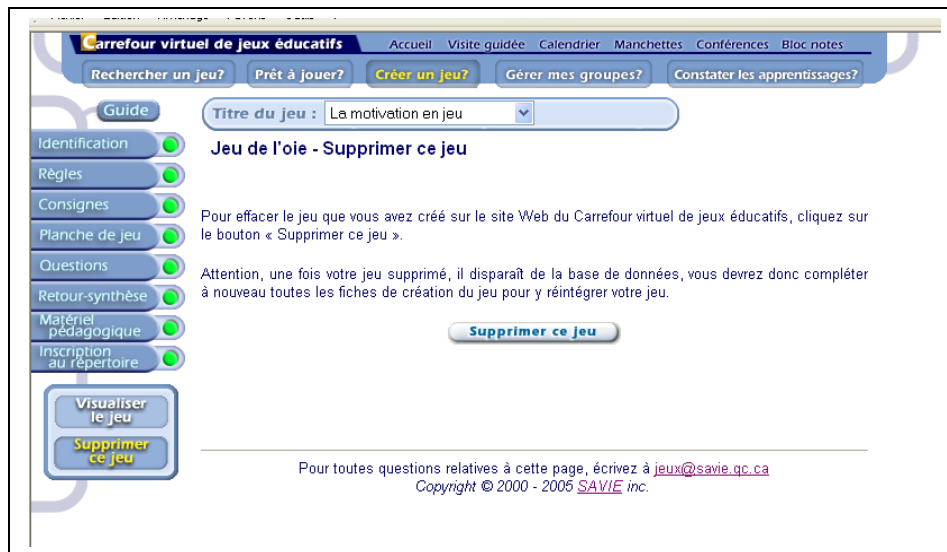 Carrefour virtuel de jeux éducatifs Accueil Visite guidée Calendrier Manchettes Conférences Bloc notes
Rechercher un jeu? Prêt à jouer? Créer un jeu? Gérer mes groupes? Constater les apprentissages?
Guide
Titre du jeu : La motivation en jeu
Identification
Règles
Consignes
Planche de jeu
Questions
Retour-synthèse
Matériel
pédagogique
Inscription
au répertoire
Visualiser
le jeu
Supprimer
ce jeu
Jeu de l'oie - Supprimer ce jeu
Pour effacer le jeu que vous avez créé sur le site Web du Carrefour virtuel de jeux éducatifs, cliquez sur
le bouton « Supprimer ce jeu ».
Attention, une fois votre jeu supprimé, il disparaît de la base de données, vous devrez donc compléter
à nouveau toutes les fiches de création du jeu pour y réintégrer votre jeu.
Supprimer ce jeu
Pour toutes questions relatives à cette page, écrivez à jeux@savie.qc.ca
Copyright © 2000 - 2005 SAVIE inc.